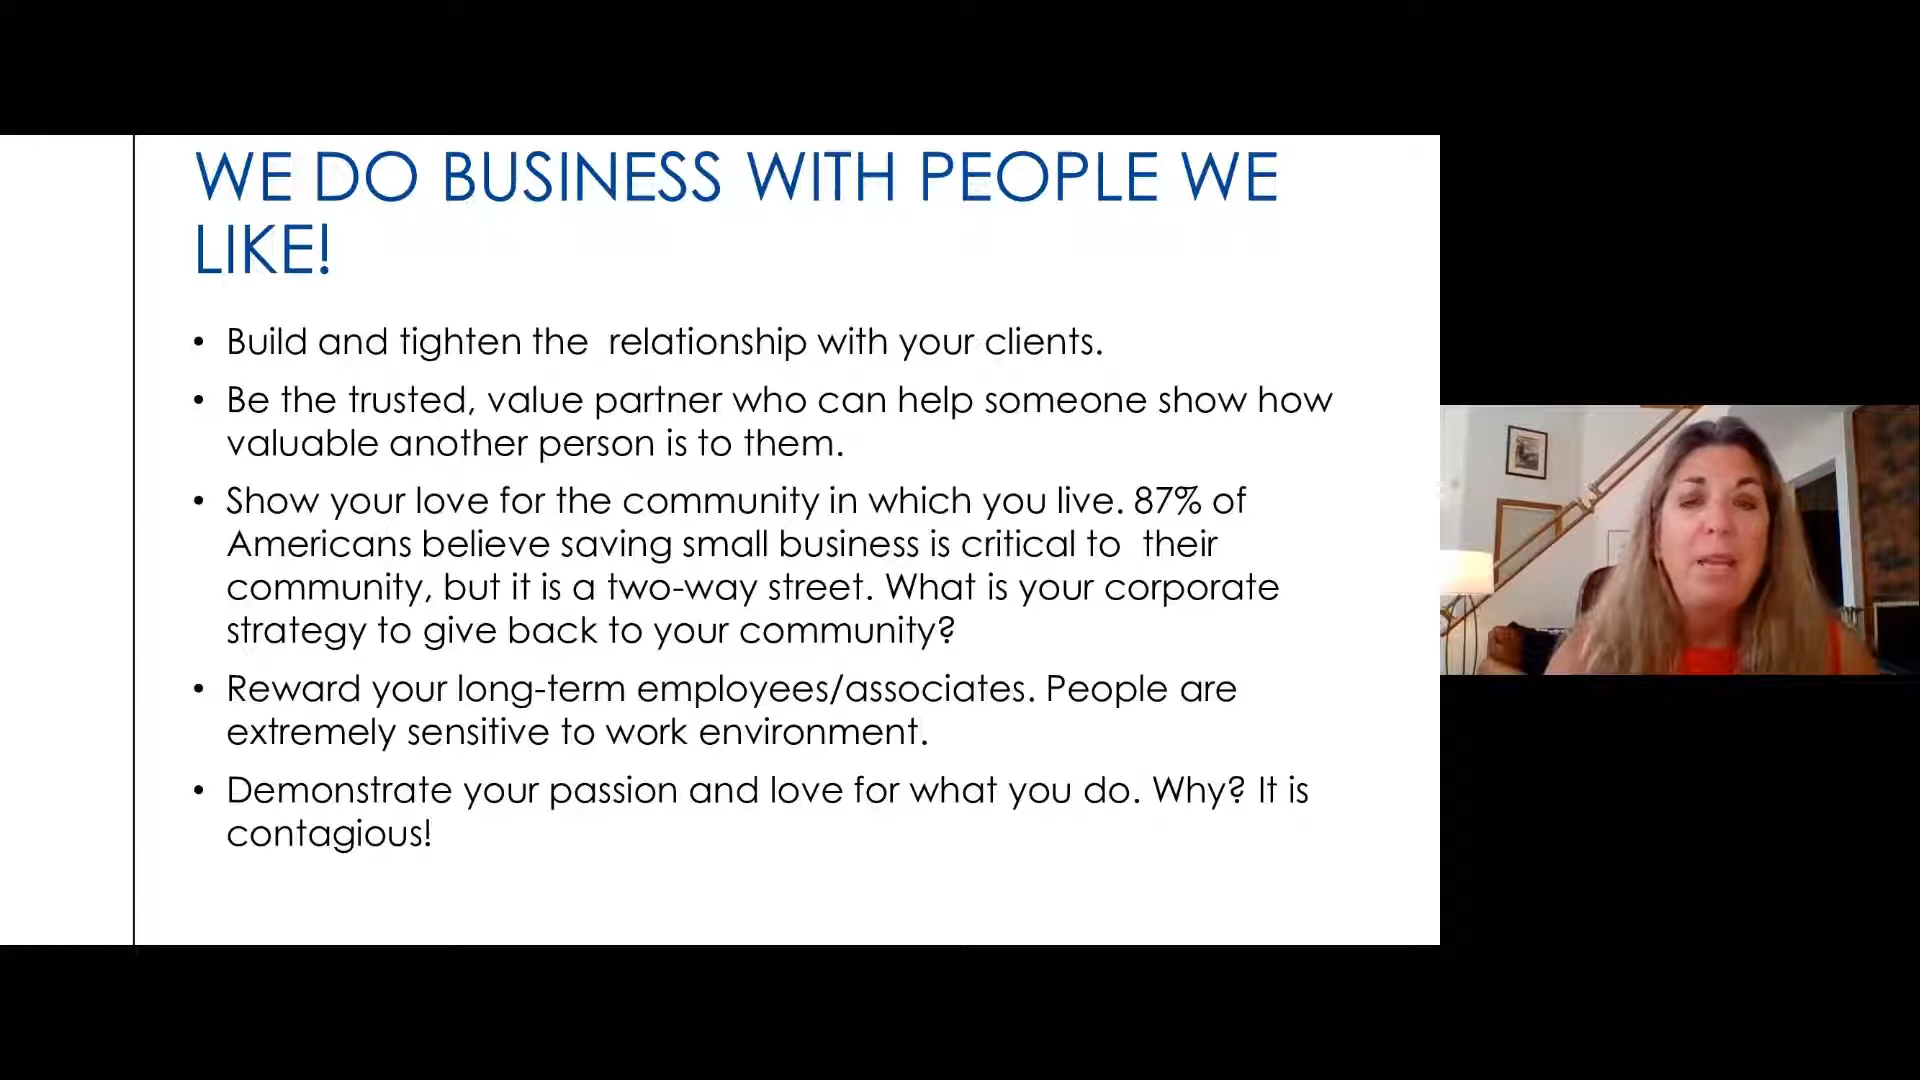 WE DO BUSINESS WITH PEOPLE WE
LIKE!
• Build and tighten the  relationship with your clients.
• Be the trusted, value partner who can help someone show how
valuable another person is to them.
• Show your love for the community in which you live. 87% of
Americans believe saving small business is critical to  their
community, but it is a two-way street. What is your corporate
strategy to give back to your community?
• Reward your long-term employees/associates. People are
extremely sensitive to work environment.
• Demonstrate your passion and love for what you do. Why? It is
contagious!